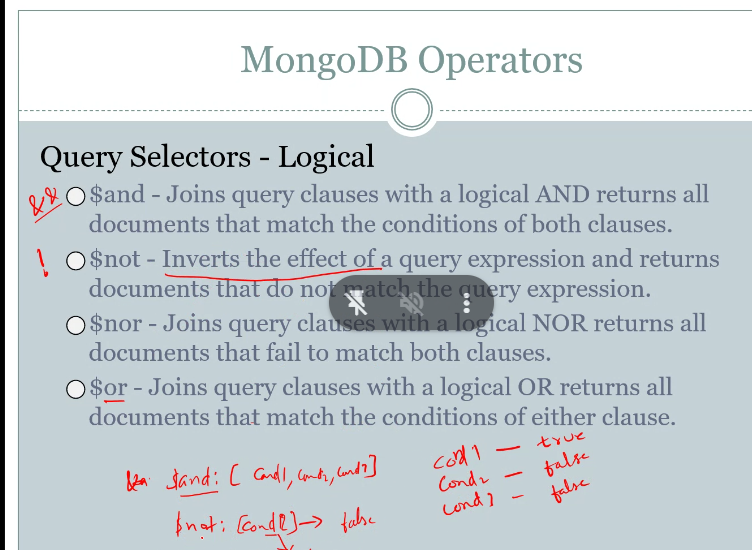 MongoDB Operators
Query Selectors - Logical
&& $and - Joins query clauses with a logical AND returns all
documents that match the conditions of both clauses.
! $not - Inverts the effect of a query expression and returns
documents that do not match the query expression.
$nor - Joins query clauses with a logical NOR returns all
documents that fail to match both clauses.
$or - Joins query clauses with a logical OR returns all
documents that match the conditions of either clause.
$and: [ cond1, cond2, cond3]
cond1 — true
cond2 — false
cond3 — false
$not: [cond1] → false